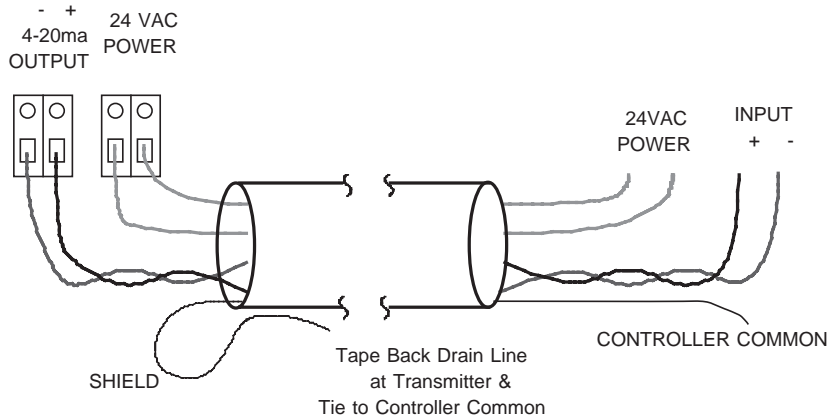 - +
4-20ma
OUTPUT
24 VAC
POWER
24VAC
POWER
INPUT
+ -
SHIELD
Tape Back Drain Line
at Transmitter &
Tie to Controller Common
CONTROLLER COMMON